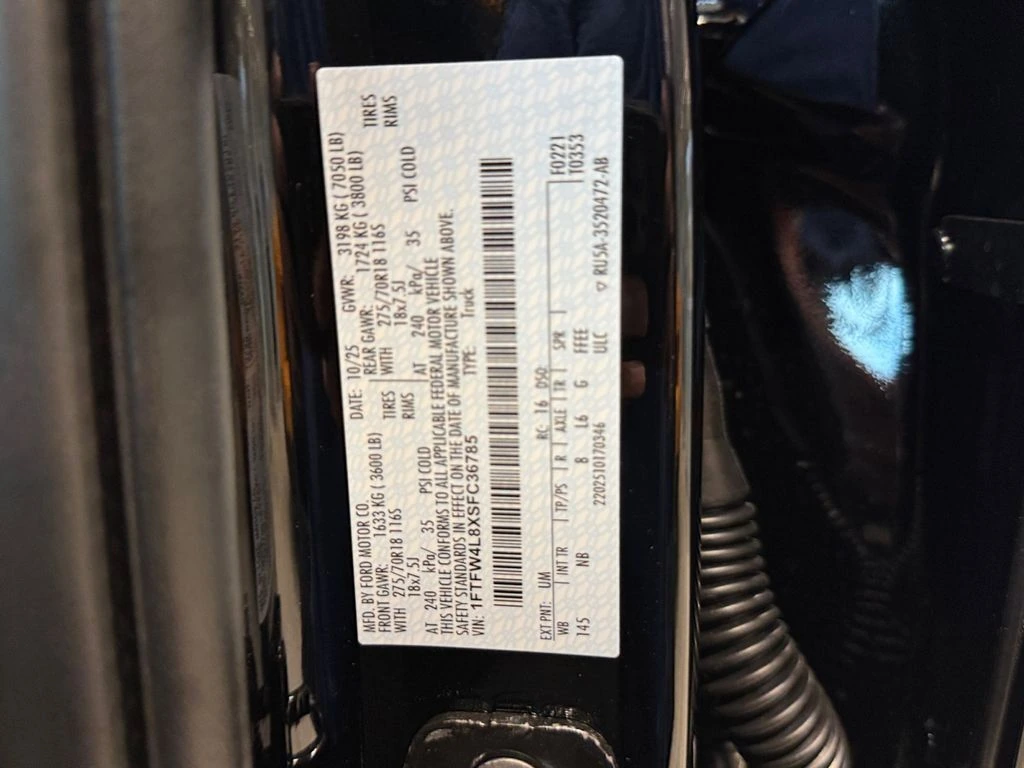 MFD. BY FORD MOTOR CO.
DATE: 10/25 GVWR: 3198 KG ( 7050 LB)
FRONT GAWR: 1633 KG ( 3600 LB) REAR GAWR: 1724 KG ( 3800 LB)
WITH 275/70R18 116S TIRES WITH 275/70R18 116S TIRES
18x7.5J RIMS 18x7.5J RIMS
AT 240 kPa/ 35 PSI COLD AT 240 kPa/ 35 PSI COLD
THIS VEHICLE CONFORMS TO ALL APPLICABLE FEDERAL MOTOR VEHICLE
SAFETY STANDARDS IN EFFECT ON THE DATE OF MANUFACTURE SHOWN ABOVE.
VIN: 1FTFW4L8XSFC36785 TYPE: Truck
EXT PNT: UM RC: 16 DSO: F0221
WB INT TR TP/PS R AXLE TR SPR T0353
145 NB 8 L6 G FFEE
2202510170346 ULC ▽ RU5A-3520472-AB